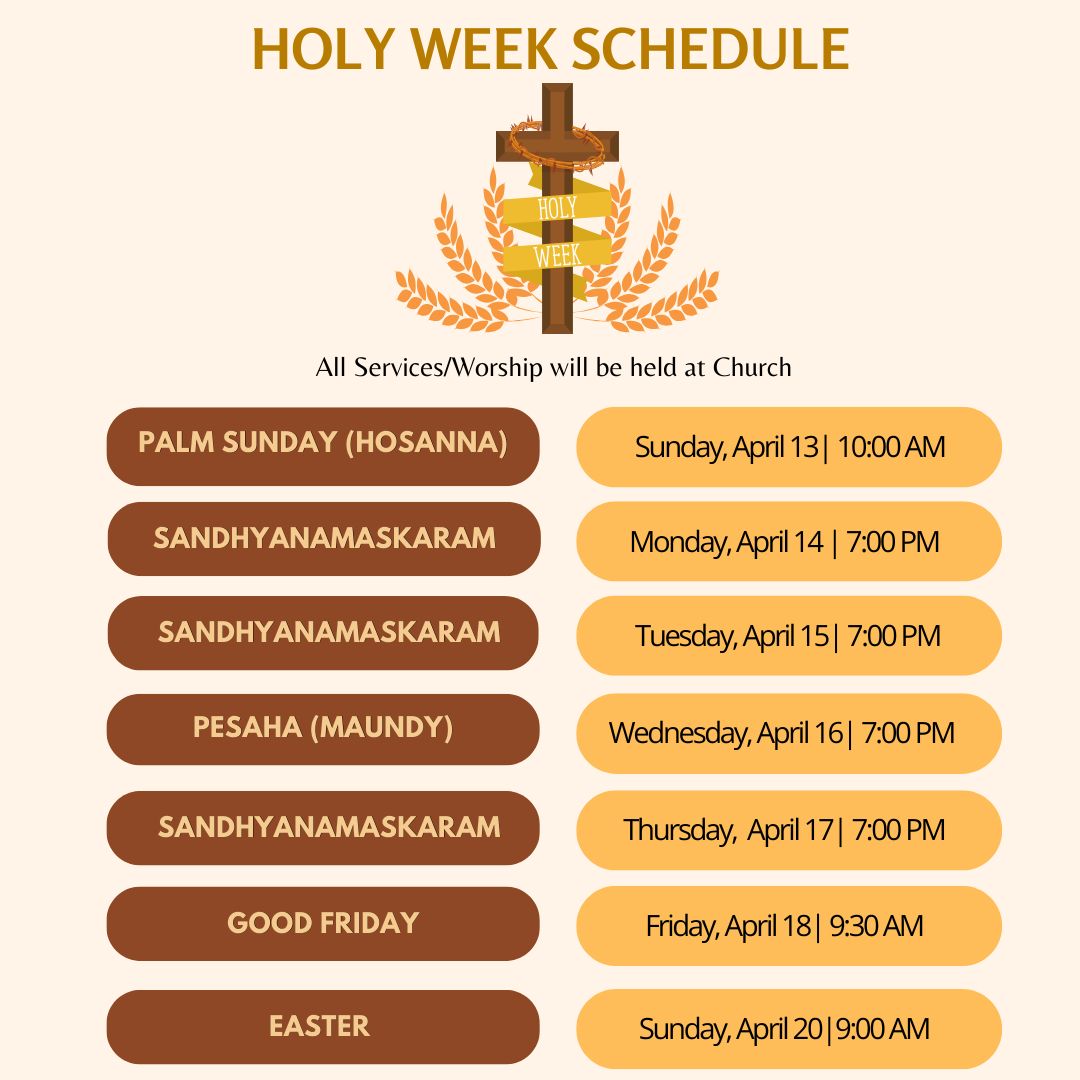 HOLY WEEK SCHEDULE
HOLY
WEEK
All Services/Worship will be held at Church
PALM SUNDAY (HOSANNA)
Sunday, April 13| 10:00 AM
SANDHYANAMASKARAM
Monday, April 14 | 7:00 PM
SANDHYANAMASKARAM
Tuesday, April 15| 7:00 PM
PESAHA (MAUNDY)
Wednesday, April 16| 7:00 PM
SANDHYANAMASKARAM
Thursday, April 17| 7:00 PM
GOOD FRIDAY
Friday, April 18| 9:30 AM
EASTER
Sunday, April 20|9:00 AM